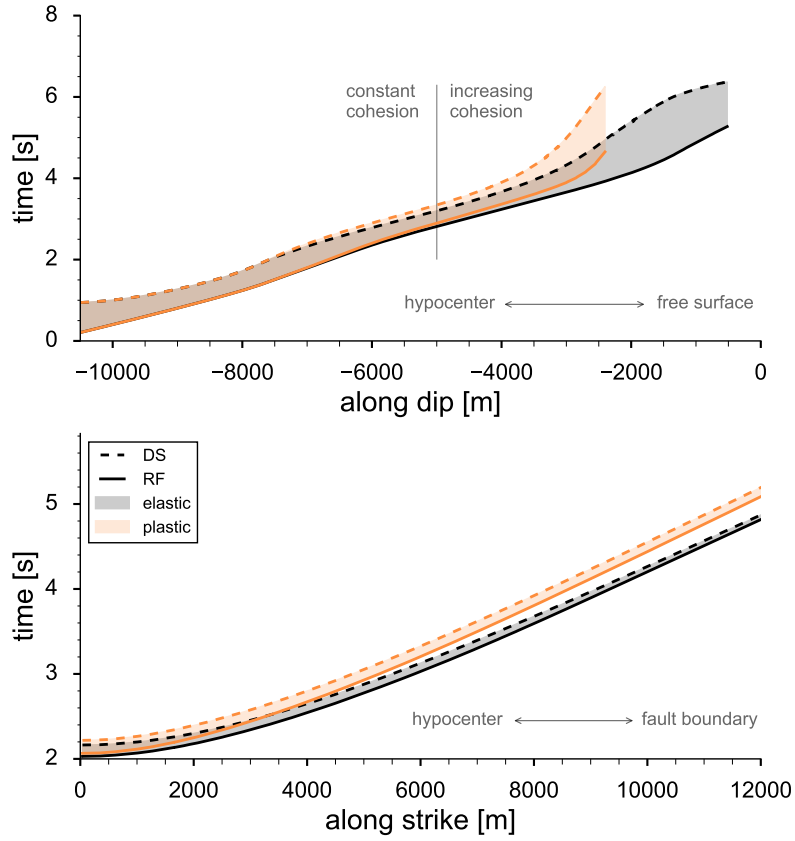 8
6
4
2
0
time [s]
constant cohesion
increasing cohesion
hypocenter
free surface
−10000 −8000 −6000 −4000 −2000 0
along dip [m]
DS
RF
elastic
plastic
5
4
3
2
time [s]
hypocenter
fault boundary
0 2000 4000 6000 8000 10000 12000
along strike [m]